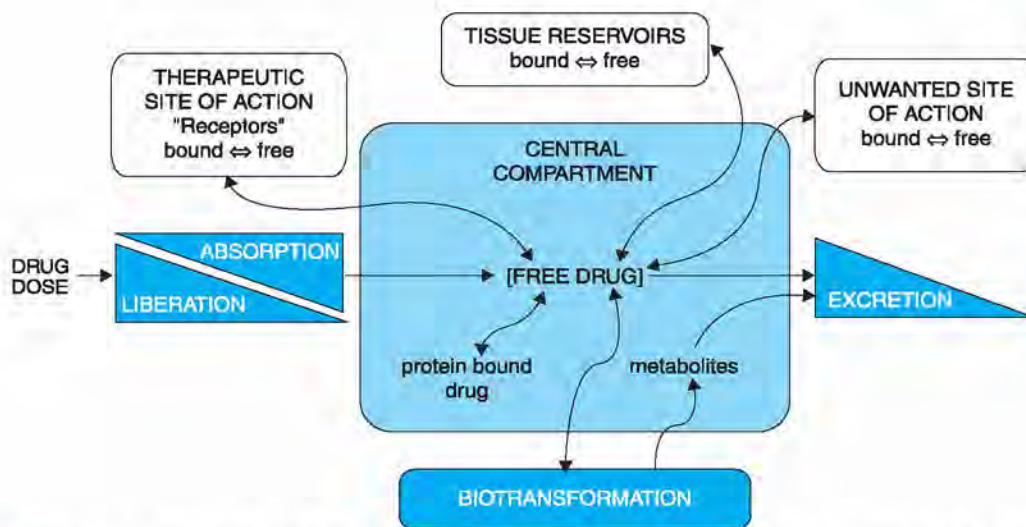 THERAPEUTIC
SITE OF ACTION
"Receptors"
bound ⇔ free
TISSUE RESERVOIRS
bound ⇔ free
UNWANTED SITE
OF ACTION
bound ⇔ free
CENTRAL
COMPARTMENT
DRUG
DOSE
ABSORPTION
LIBERATION
[FREE DRUG]
EXCRETION
protein bound
drug
metabolites
BIOTRANSFORMATION